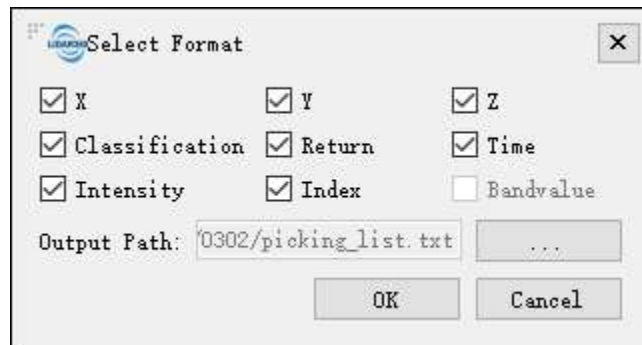 Select Format
X Y Z
Classification Return Time
Intensity Index Bandvalue
Output Path: 0302/picking_list.txt ...
OK Cancel